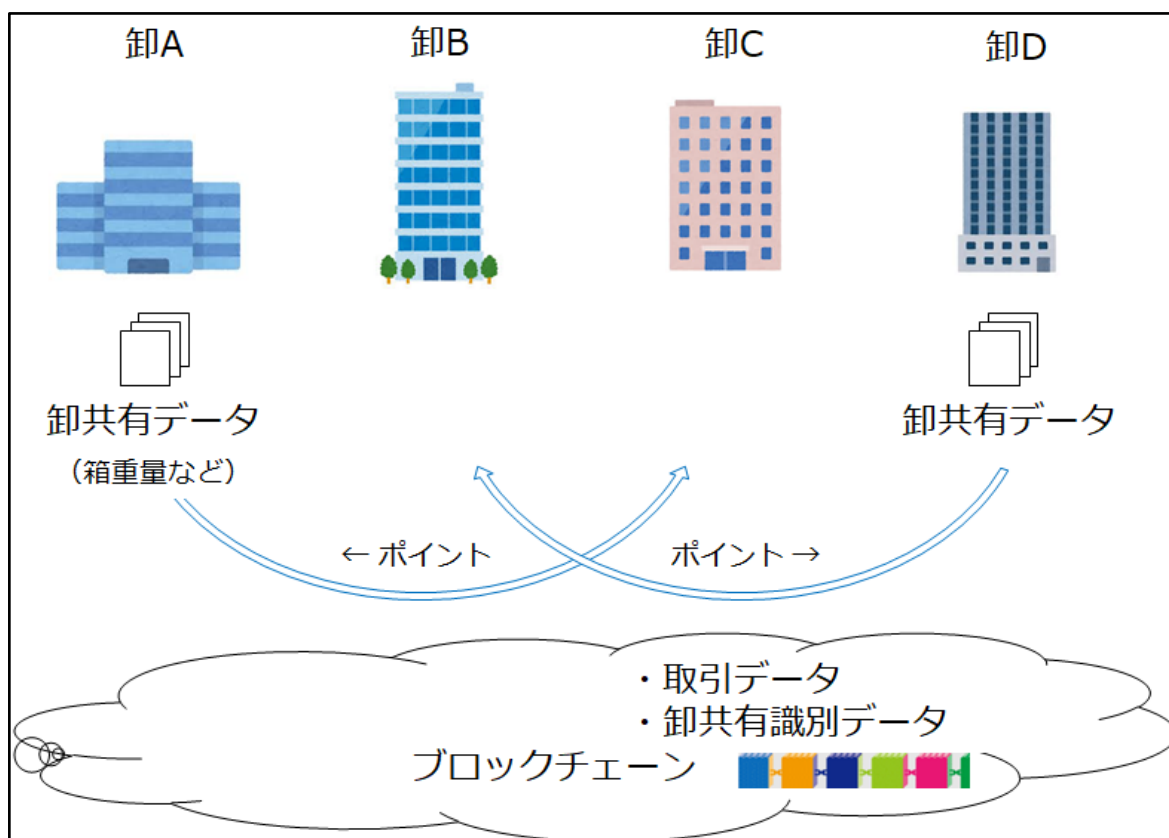 卸A
卸B
卸C
卸D
卸共有データ
(箱重量など)
卸共有データ
← ポイント
ポイント →
・取引データ
・卸共有識別データ
ブロックチェーン